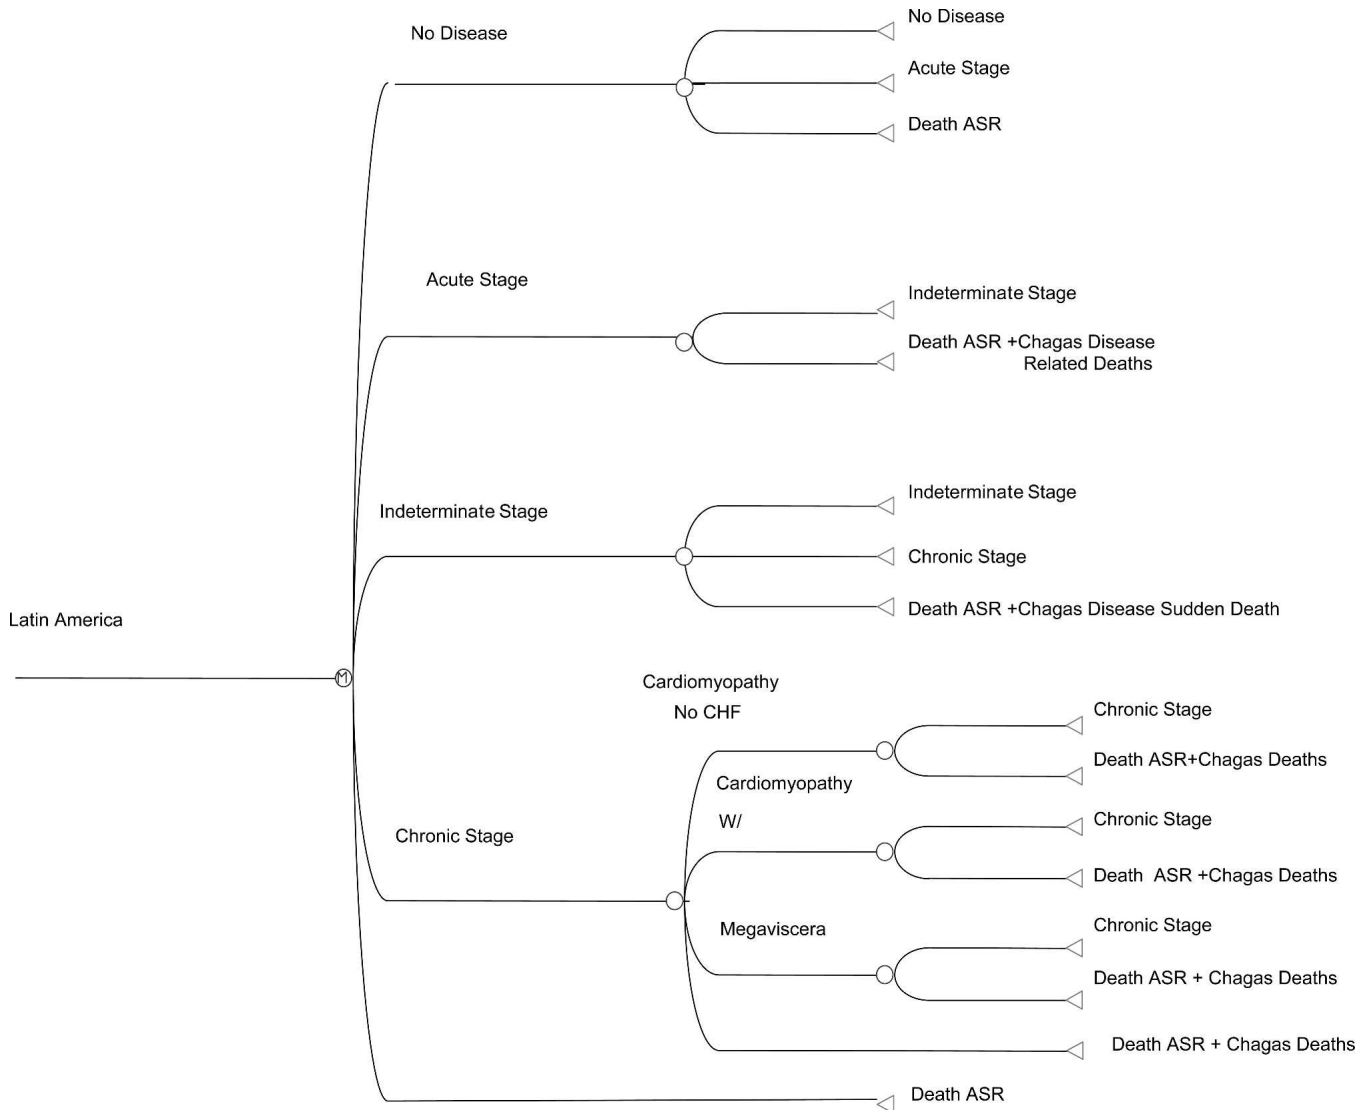 No Disease
No Disease
Acute Stage
Death ASR
Acute Stage
Indeterminate Stage
Death ASR +Chagas Disease
Related Deaths
Indeterminate Stage
Indeterminate Stage
Chronic Stage
Death ASR +Chagas Disease Sudden Death
Latin America
M
Cardiomyopathy
No CHF
Chronic Stage
Death ASR+Chagas Deaths
Cardiomyopathy
W/
Chronic Stage
Death ASR +Chagas Deaths
Chronic Stage
Megaviscera
Chronic Stage
Death ASR + Chagas Deaths
Death ASR + Chagas Deaths
Death ASR